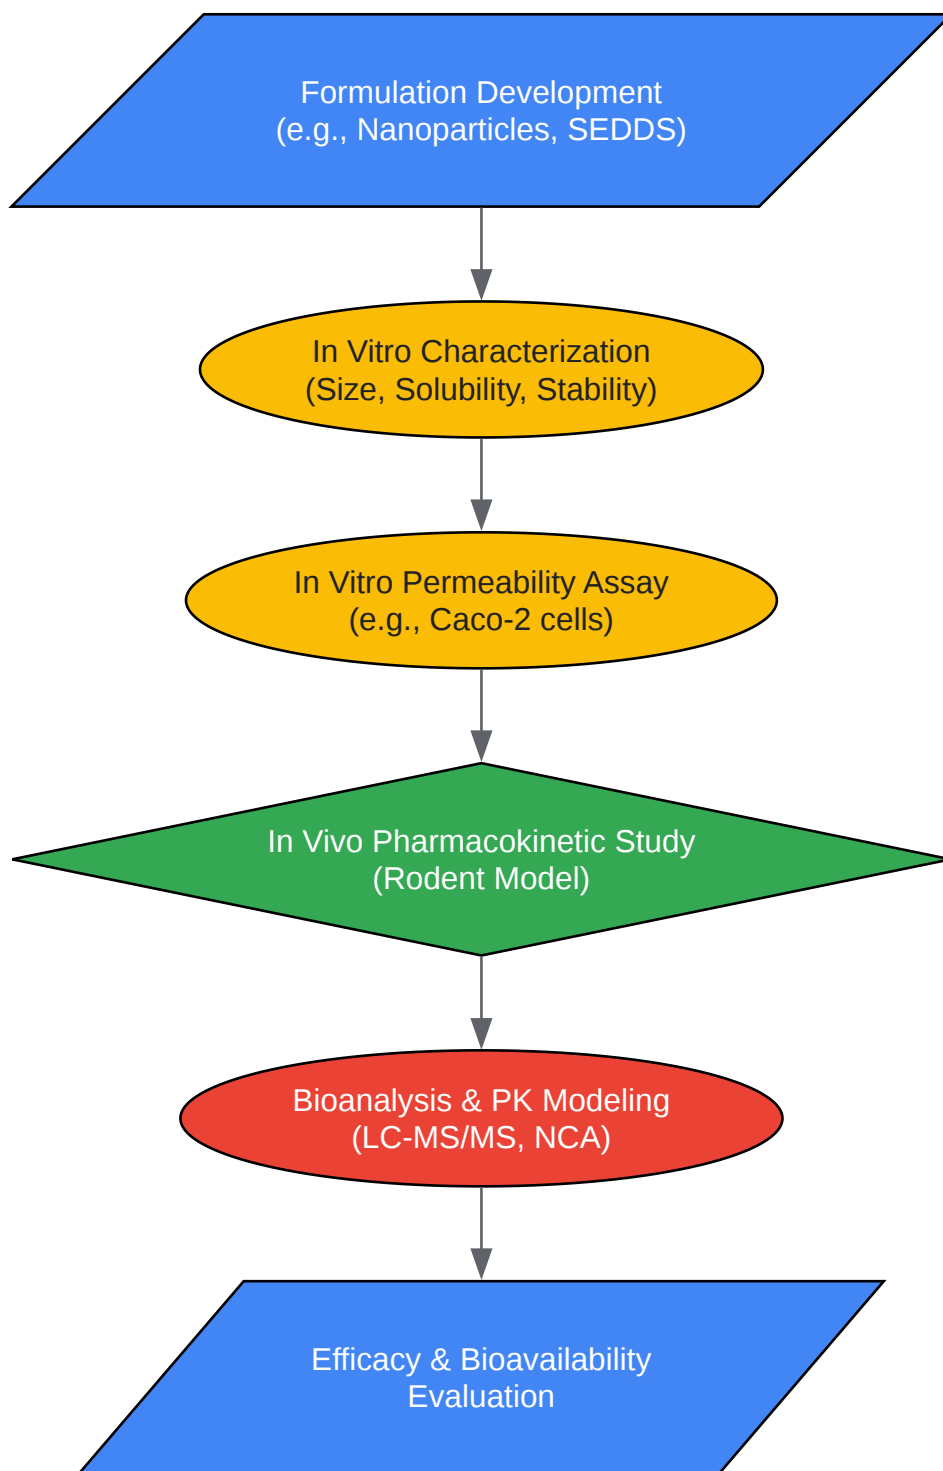 Formulation Development
(e.g., Nanoparticles, SEDDS)
In Vitro Characterization
(Size, Solubility, Stability)
In Vitro Permeability Assay
(e.g., Caco-2 cells)
In Vivo Pharmacokinetic Study
(Rodent Model)
Bioanalysis & PK Modeling
(LC-MS/MS, NCA)
Efficacy & Bioavailability
Evaluation